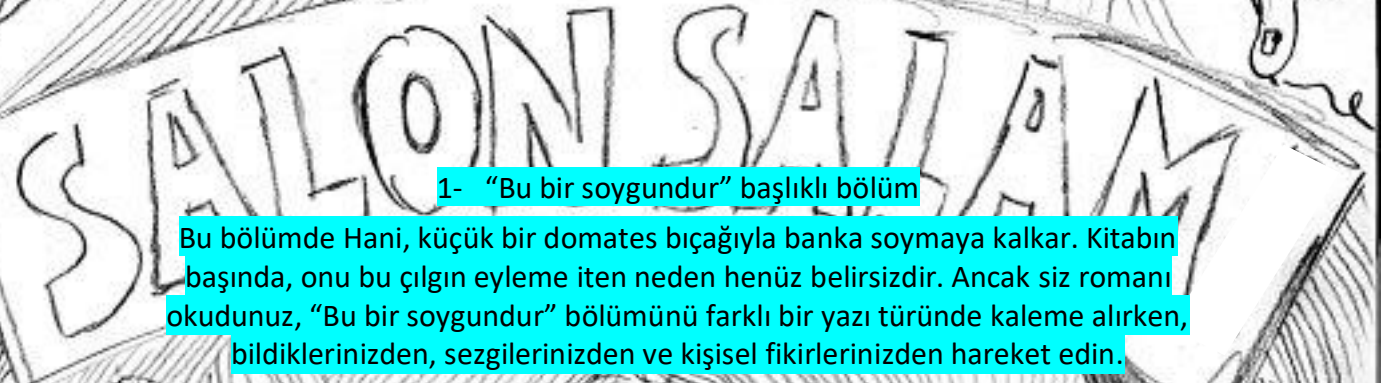 SALON SALAM
1- “Bu bir soygundur” başlıklı bölüm
Bu bölümde Hani, küçük bir domates bıçağıyla banka soymaya kalkar. Kitabın
başında, onu bu çılgın eyleme iten neden henüz belirsizdir. Ancak siz romanı
okudunuz, “Bu bir soygundur” bölümünü farklı bir yazı türünde kaleme alırken,
bildiklerinizden, sezgilerinizden ve kişisel fikirlerinizden hareket edin.